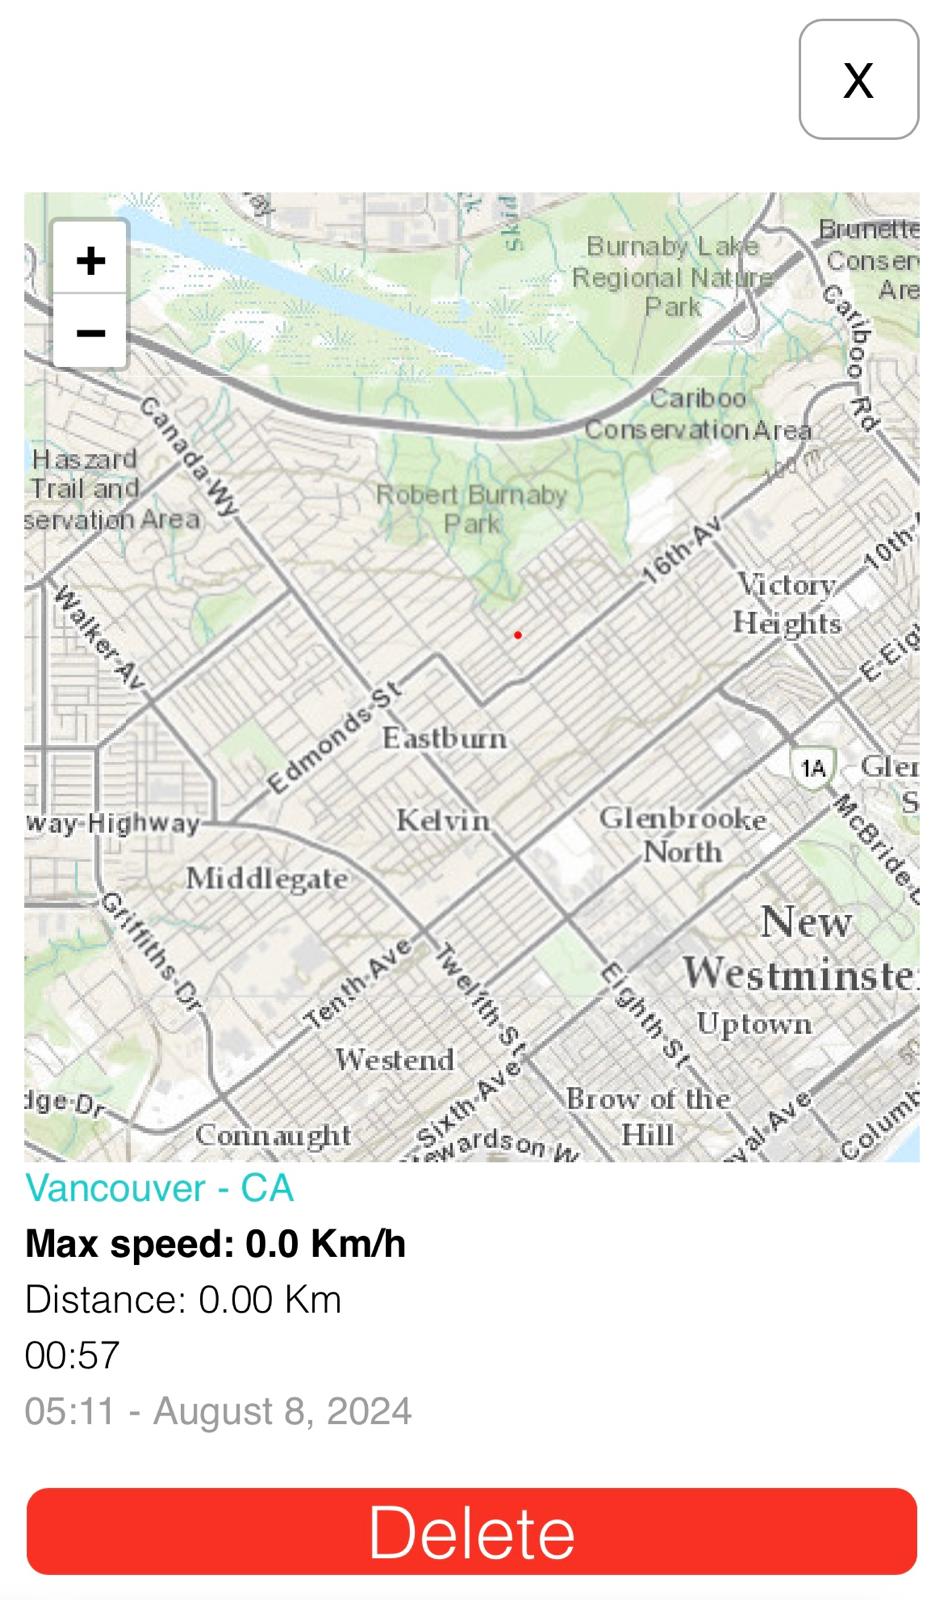 X
+
−
Burnaby Lake
Regional Nature
Park
Brunette
Conser
Are
Cariboo Rd
Cariboo
Conservation Area
Canada-Wy
Haszard
Trail and
servation Area
Robert Burnaby
Park
100 m
16th-Av
10th-
Victory
Heights
Walker-Av
E-Eig
Edmonds-St
Eastburn
1A
Gler
S
way-Highway
Kelvin
Glenbrooke
North
McBride-
Middlegate
Griffiths-Dr
New
Westminste
Tenth-Ave
Twelfth-St
Eighth-St
Uptown
Westend
Sixth-Ave
dge-Dr
Brow of the
Hill
Connaught
ewardson-W
yal-Ave
Columb
Vancouver - CA
Max speed: 0.0 Km/h
Distance: 0.00 Km
00:57
05:11 - August 8, 2024
Delete